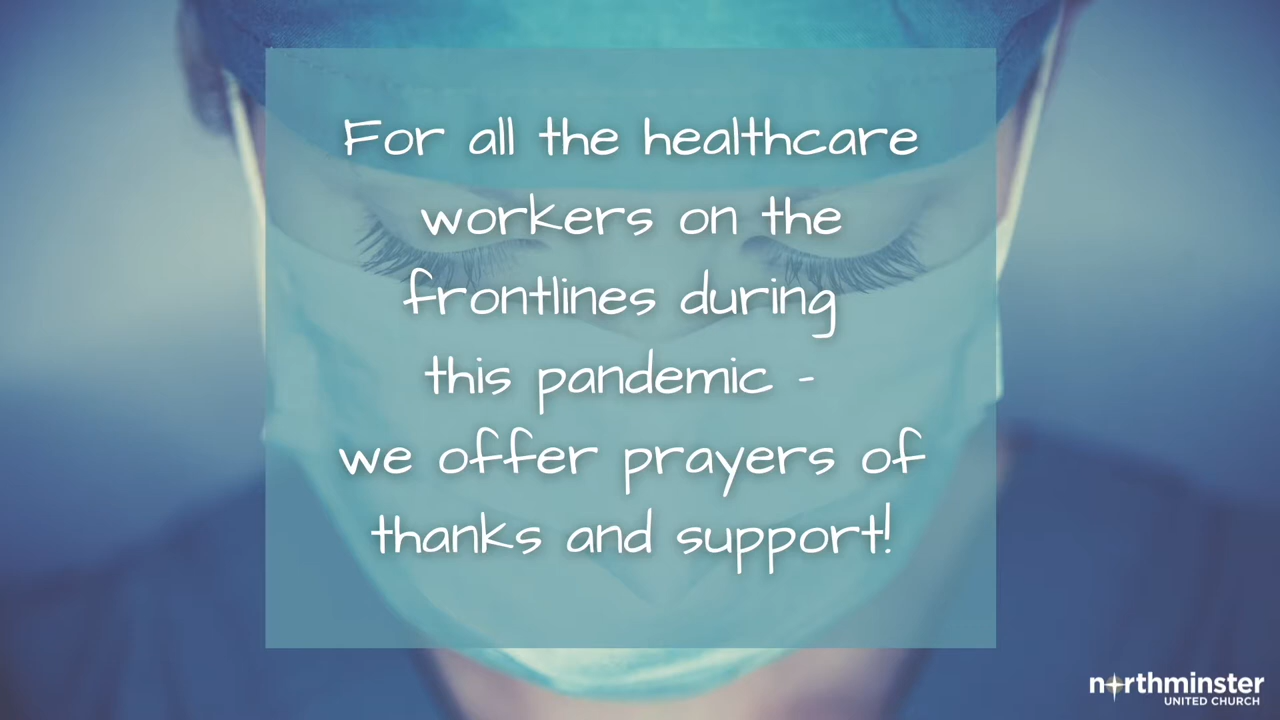 For all the healthcare
workers on the
frontlines during
this pandemic -
we offer prayers of
thanks and support!
northminster
UNITED CHURCH